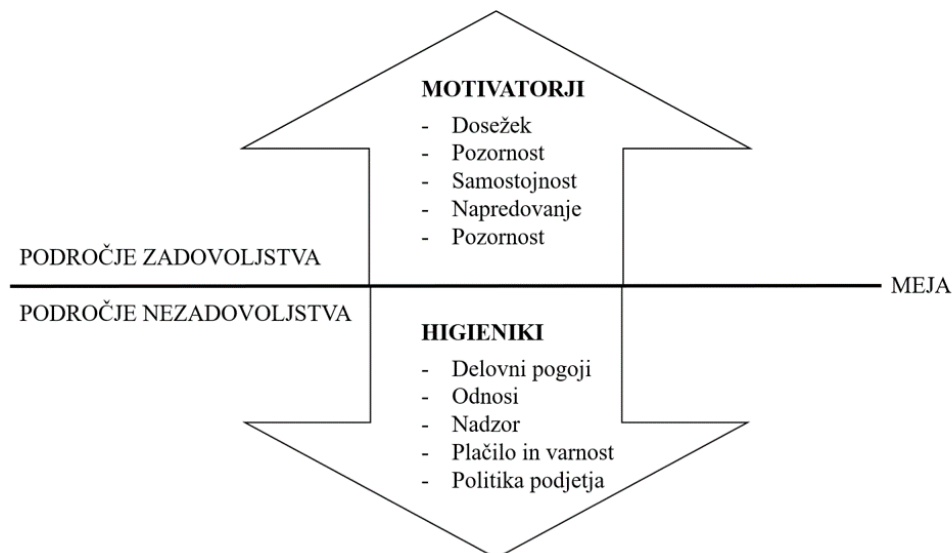 MOTIVATORJI
- Dosežek
- Pozornost
- Samostojnost
- Napredovanje
- Pozornost
PODROČJE ZADOVOLJSTVA
MEJA
PODROČJE NEZADOVOLJSTVA
HIGIENIKI
- Delovni pogoji
- Odnosi
- Nadzor
- Plačilo in varnost
- Politika podjetja